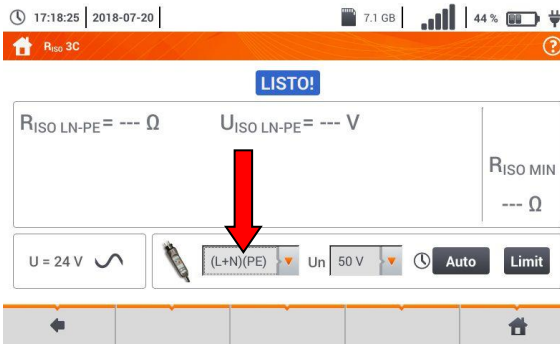 17:18:25 2018-07-20 7.1 GB 44 %
RISO 3C ?
LISTO!
RISO LN-PE= --- Ω UISO LN-PE= --- V
RISO MIN
--- Ω
U = 24 V (L+N)(PE) Un 50 V Auto Limit